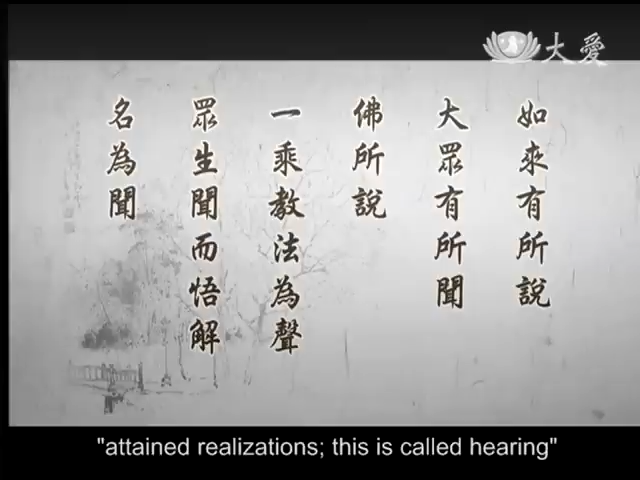 大愛
如來有所說
大眾有所聞
佛所說
一乘教法為聲
眾生聞而悟解
名為聞
"attained realizations; this is called hearing"